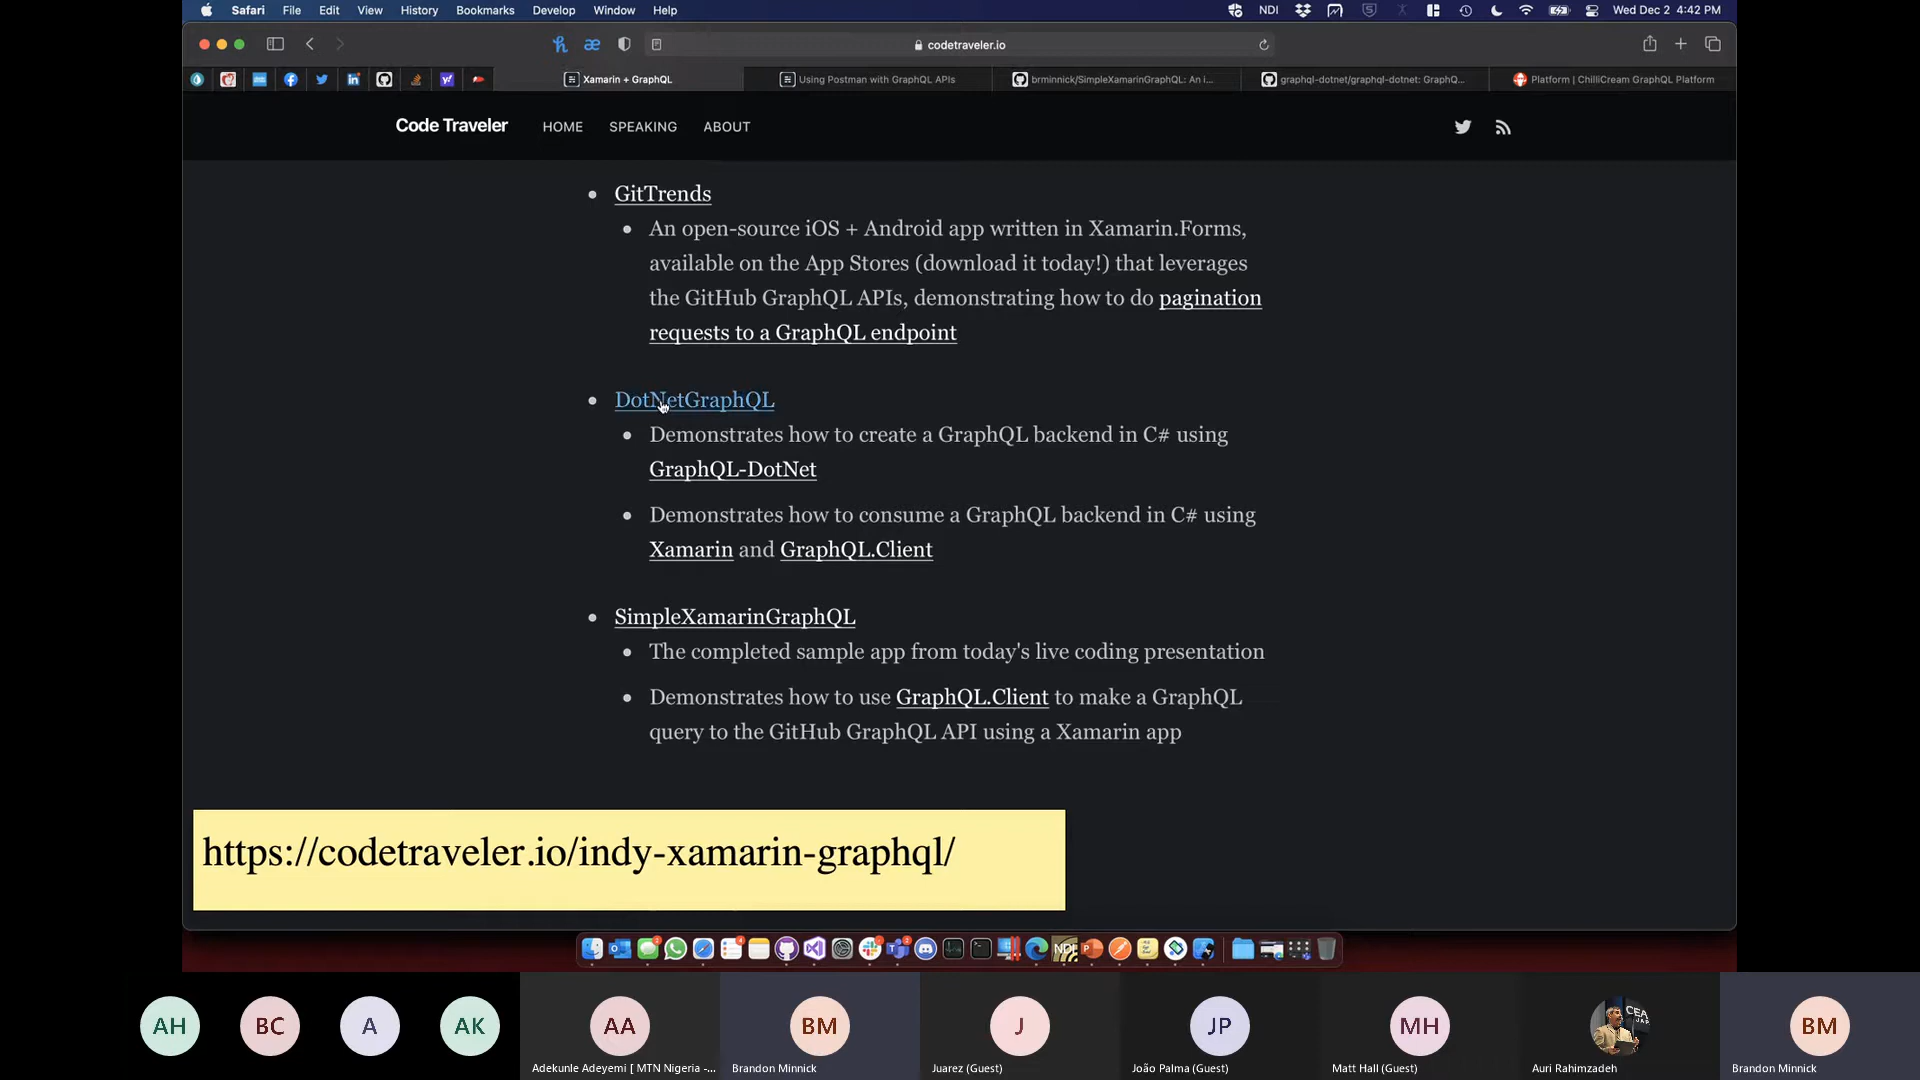 Safari File Edit View History Bookmarks Develop Window Help
NDI
Wed Dec 2 4:42 PM
codetraveler.io
Xamarin + GraphQL
Using Postman with GraphQL APIs
brminnick/SimpleXamarinGraphQL: An i...
graphql-dotnet/graphql-dotnet: GraphQ...
Platform | ChilliCream GraphQL Platform
Code Traveler HOME SPEAKING ABOUT
GitTrends
An open-source iOS + Android app written in Xamarin.Forms,
available on the App Stores (download it today!) that leverages
the GitHub GraphQL APIs, demonstrating how to do pagination
requests to a GraphQL endpoint
DotNetGraphQL
Demonstrates how to create a GraphQL backend in C# using
GraphQL-DotNet
Demonstrates how to consume a GraphQL backend in C# using
Xamarin and GraphQL.Client
SimpleXamarinGraphQL
The completed sample app from today's live coding presentation
Demonstrates how to use GraphQL.Client to make a GraphQL
query to the GitHub GraphQL API using a Xamarin app
https://codetraveler.io/indy-xamarin-graphql/
NDI
AH BC A AK AA BM J JP MH BM
Adekunle Adeyemi [ MTN Nigeria -...
Brandon Minnick
Juarez (Guest)
João Palma (Guest)
Matt Hall (Guest)
Auri Rahimzadeh
Brandon Minnick